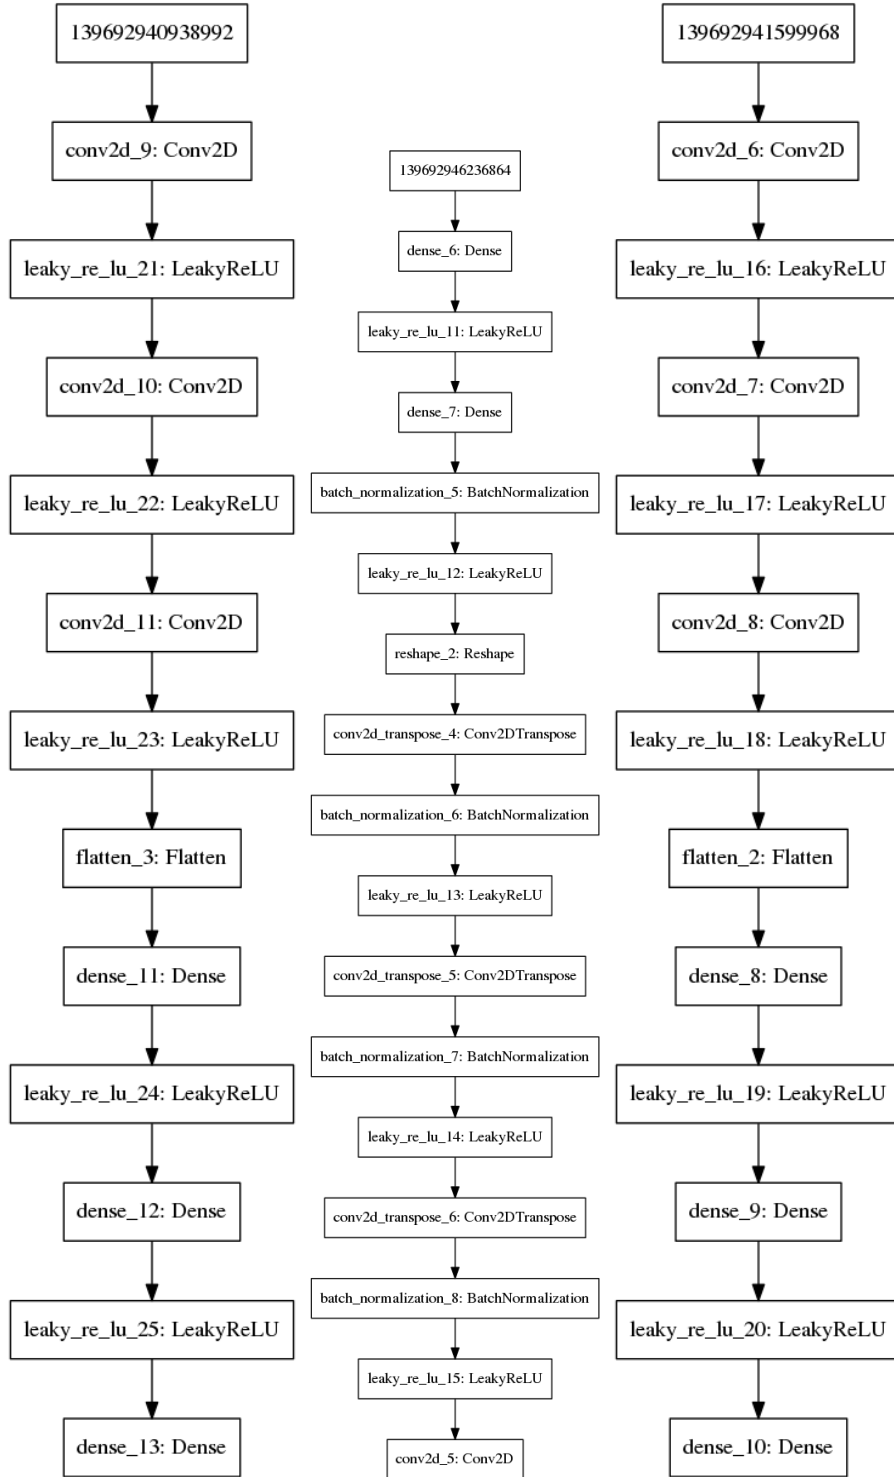 139692940938992
conv2d_9: Conv2D
leaky_re_lu_21: LeakyReLU
conv2d_10: Conv2D
leaky_re_lu_22: LeakyReLU
conv2d_11: Conv2D
leaky_re_lu_23: LeakyReLU
flatten_3: Flatten
dense_11: Dense
leaky_re_lu_24: LeakyReLU
dense_12: Dense
leaky_re_lu_25: LeakyReLU
dense_13: Dense
139692946236864
dense_6: Dense
leaky_re_lu_11: LeakyReLU
dense_7: Dense
batch_normalization_5: BatchNormalization
leaky_re_lu_12: LeakyReLU
reshape_2: Reshape
conv2d_transpose_4: Conv2DTranspose
batch_normalization_6: BatchNormalization
leaky_re_lu_13: LeakyReLU
conv2d_transpose_5: Conv2DTranspose
batch_normalization_7: BatchNormalization
leaky_re_lu_14: LeakyReLU
conv2d_transpose_6: Conv2DTranspose
batch_normalization_8: BatchNormalization
leaky_re_lu_15: LeakyReLU
conv2d_5: Conv2D
139692941599968
conv2d_6: Conv2D
leaky_re_lu_16: LeakyReLU
conv2d_7: Conv2D
leaky_re_lu_17: LeakyReLU
conv2d_8: Conv2D
leaky_re_lu_18: LeakyReLU
flatten_2: Flatten
dense_8: Dense
leaky_re_lu_19: LeakyReLU
dense_9: Dense
leaky_re_lu_20: LeakyReLU
dense_10: Dense